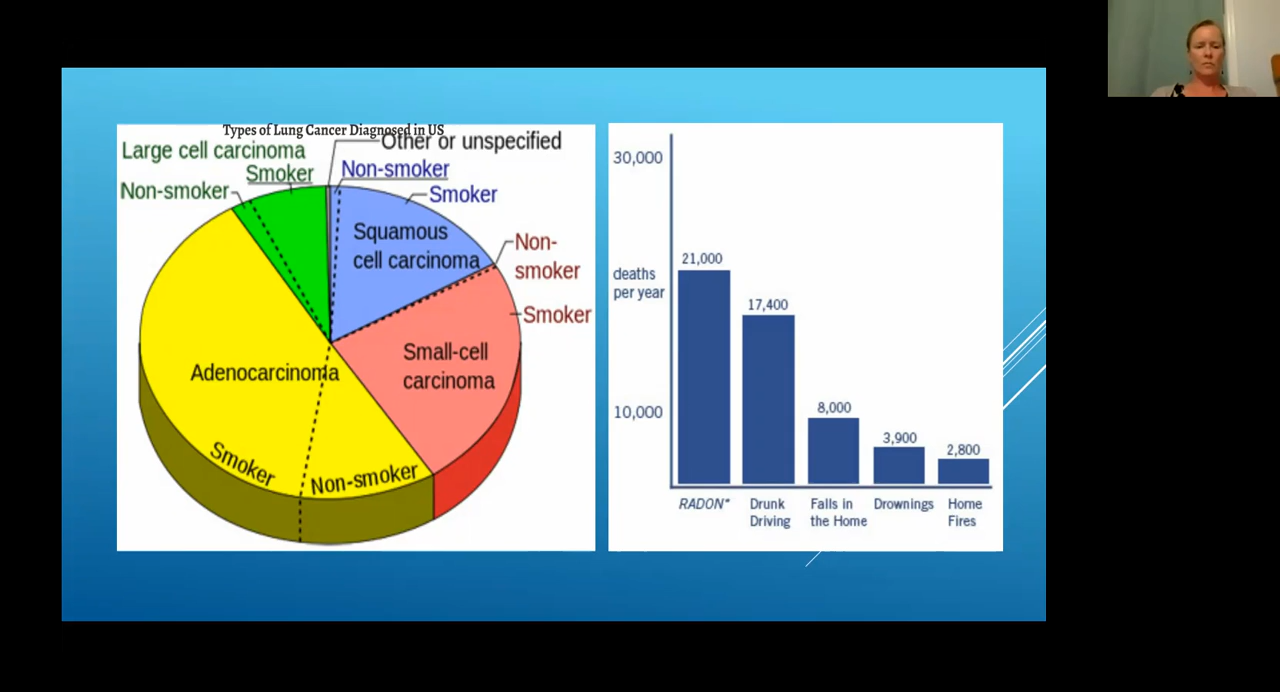 Types of Lung Cancer Diagnosed in US
Other or unspecified
Large cell carcinoma
Smoker
Non-smoker
Non-smoker
Smoker
Squamous
cell carcinoma
Non-
smoker
Smoker
Small-cell
carcinoma
Adenocarcinoma
Smoker
Non-smoker
30,000
deaths
per year
10,000
21,000
17,400
8,000
3,900
2,800
RADON*
Drunk
Driving
Falls in
the Home
Drownings
Home
Fires